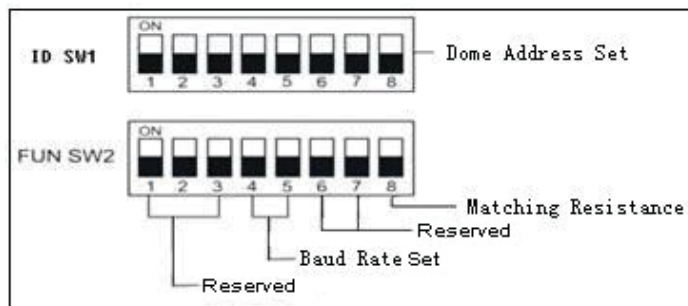 ON
ID SW1
1 2 3 4 5 6 7 8
Dome Address Set
ON
FUN SW2
1 2 3 4 5 6 7 8
Matching Resistance
Reserved
Baud Rate Set
Reserved